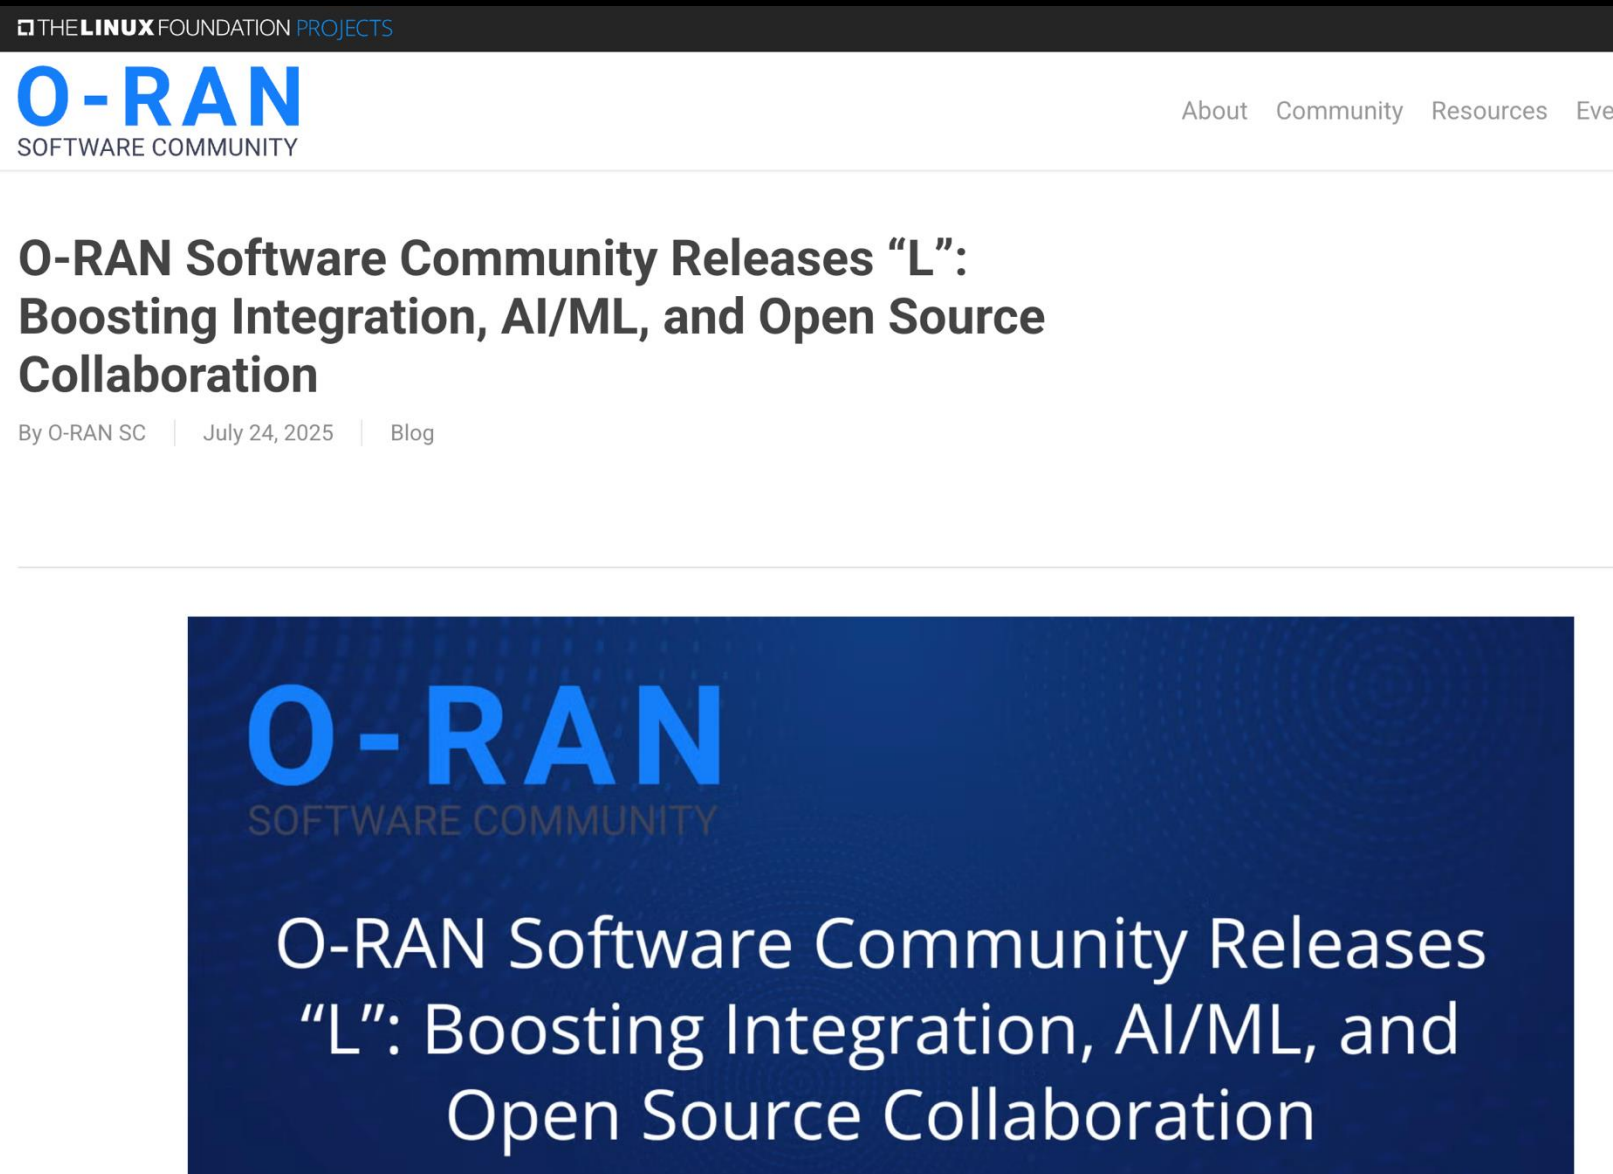 THE LINUX FOUNDATION PROJECTS
O-RAN
SOFTWARE COMMUNITY
About Community Resources Eve
O-RAN Software Community Releases “L”:
Boosting Integration, AI/ML, and Open Source
Collaboration
By O-RAN SC July 24, 2025 Blog
O-RAN
SOFTWARE COMMUNITY
O-RAN Software Community Releases
“L”: Boosting Integration, AI/ML, and
Open Source Collaboration